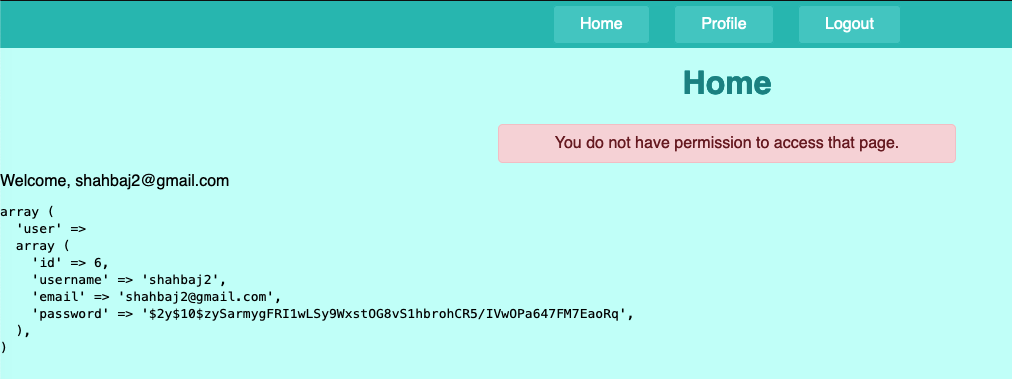 Home Profile Logout
Home
You do not have permission to access that page.
Welcome, shahbaj2@gmail.com
array (
  'user' =>
  array (
    'id' => 6,
    'username' => 'shahbaj2',
    'email' => 'shahbaj2@gmail.com',
    'password' => '$2y$10$zySarmygFRI1wLSy9WxstOG8vS1hbrohCR5/IVwOPa647FM7EaoRq',
  ),
)